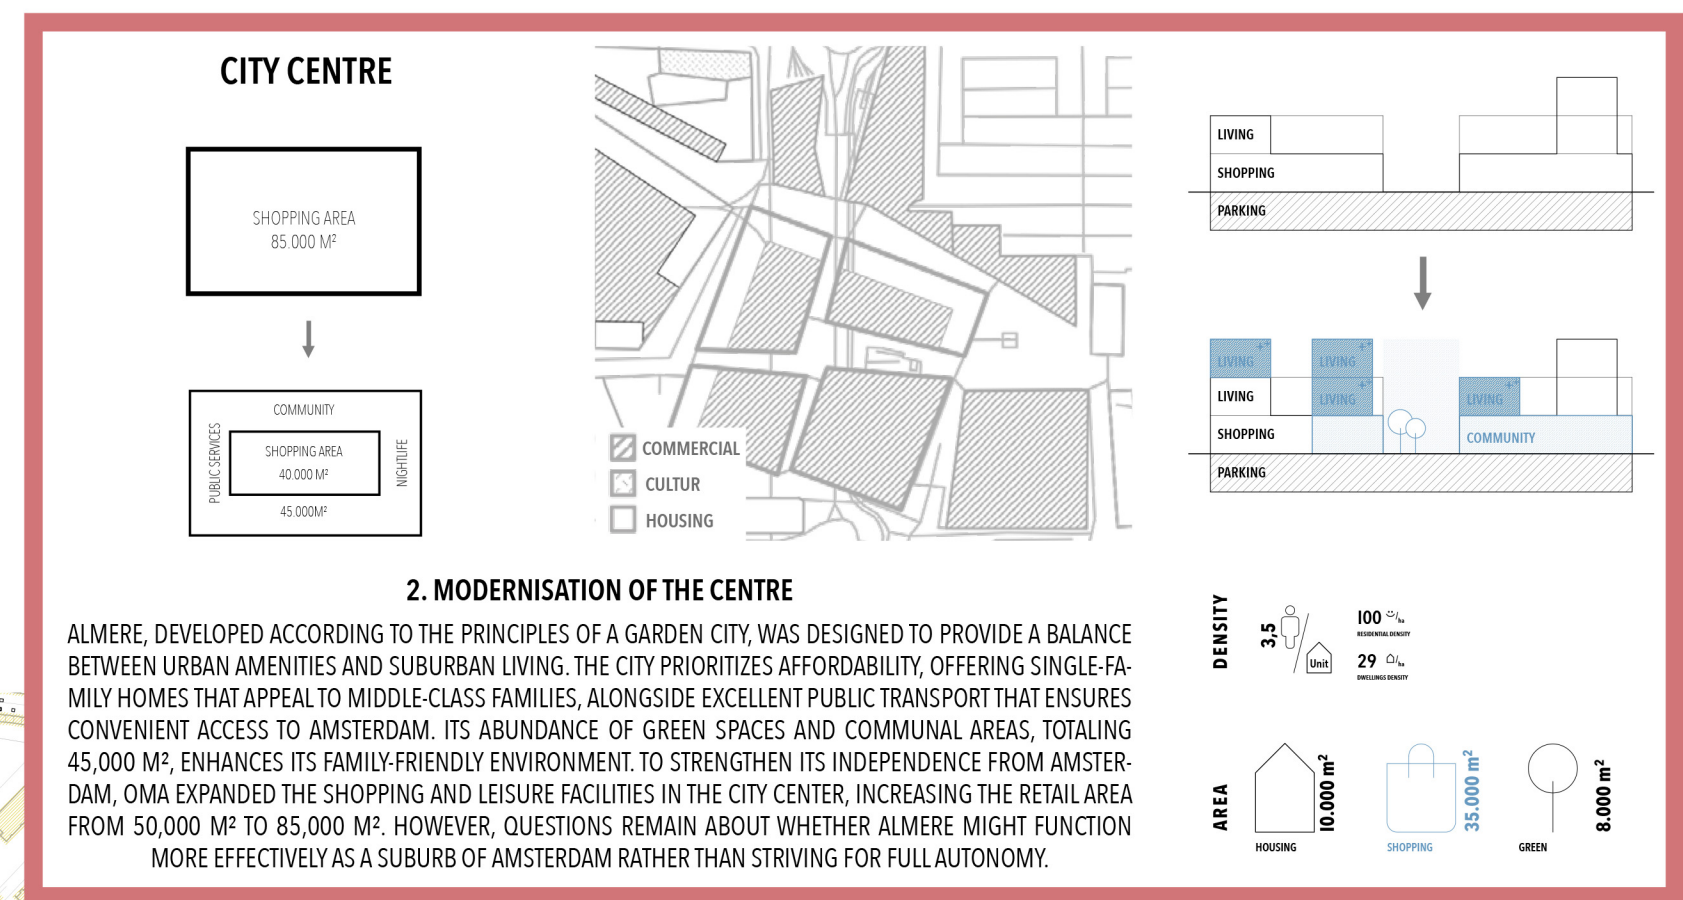 CITY CENTRE
SHOPPING AREA
85.000 M²
COMMUNITY
PUBLIC SERVICES
SHOPPING AREA
40.000 M²
NIGHTLIFE
45.000M²
COMMERCIAL
CULTUR
HOUSING
LIVING
SHOPPING
PARKING
LIVING
LIVING
LIVING
LIVING
LIVING
SHOPPING
COMMUNITY
PARKING
2. MODERNISATION OF THE CENTRE
ALMERE, DEVELOPED ACCORDING TO THE PRINCIPLES OF A GARDEN CITY, WAS DESIGNED TO PROVIDE A BALANCE
BETWEEN URBAN AMENITIES AND SUBURBAN LIVING. THE CITY PRIORITIZES AFFORDABILITY, OFFERING SINGLE-FA-
MILY HOMES THAT APPEAL TO MIDDLE-CLASS FAMILIES, ALONGSIDE EXCELLENT PUBLIC TRANSPORT THAT ENSURES
CONVENIENT ACCESS TO AMSTERDAM. ITS ABUNDANCE OF GREEN SPACES AND COMMUNAL AREAS, TOTALING
45,000 M², ENHANCES ITS FAMILY-FRIENDLY ENVIRONMENT. TO STRENGTHEN ITS INDEPENDENCE FROM AMSTER-
DAM, OMA EXPANDED THE SHOPPING AND LEISURE FACILITIES IN THE CITY CENTER, INCREASING THE RETAIL AREA
FROM 50,000 M² TO 85,000 M². HOWEVER, QUESTIONS REMAIN ABOUT WHETHER ALMERE MIGHT FUNCTION
MORE EFFECTIVELY AS A SUBURB OF AMSTERDAM RATHER THAN STRIVING FOR FULL AUTONOMY.
DENSITY
3,5
Unit
100 /ha
RESIDENTIAL DENSITY
29 /ha
DWELLINGS DENSITY
AREA
10.000 m²
HOUSING
35.000 m²
SHOPPING
8.000 m²
GREEN